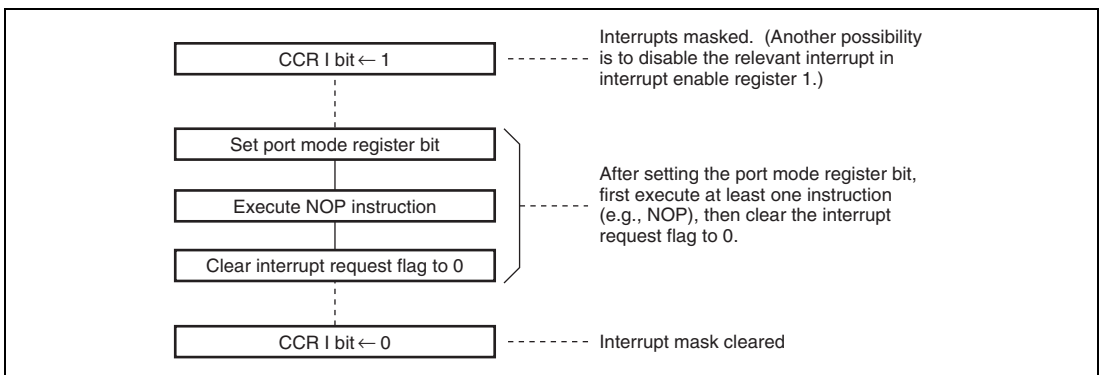 CCR I bit ← 1
Interrupts masked. (Another possibility
is to disable the relevant interrupt in
interrupt enable register 1.)
Set port mode register bit
Execute NOP instruction
Clear interrupt request flag to 0
After setting the port mode register bit,
first execute at least one instruction
(e.g., NOP), then clear the interrupt
request flag to 0.
CCR I bit ← 0
Interrupt mask cleared